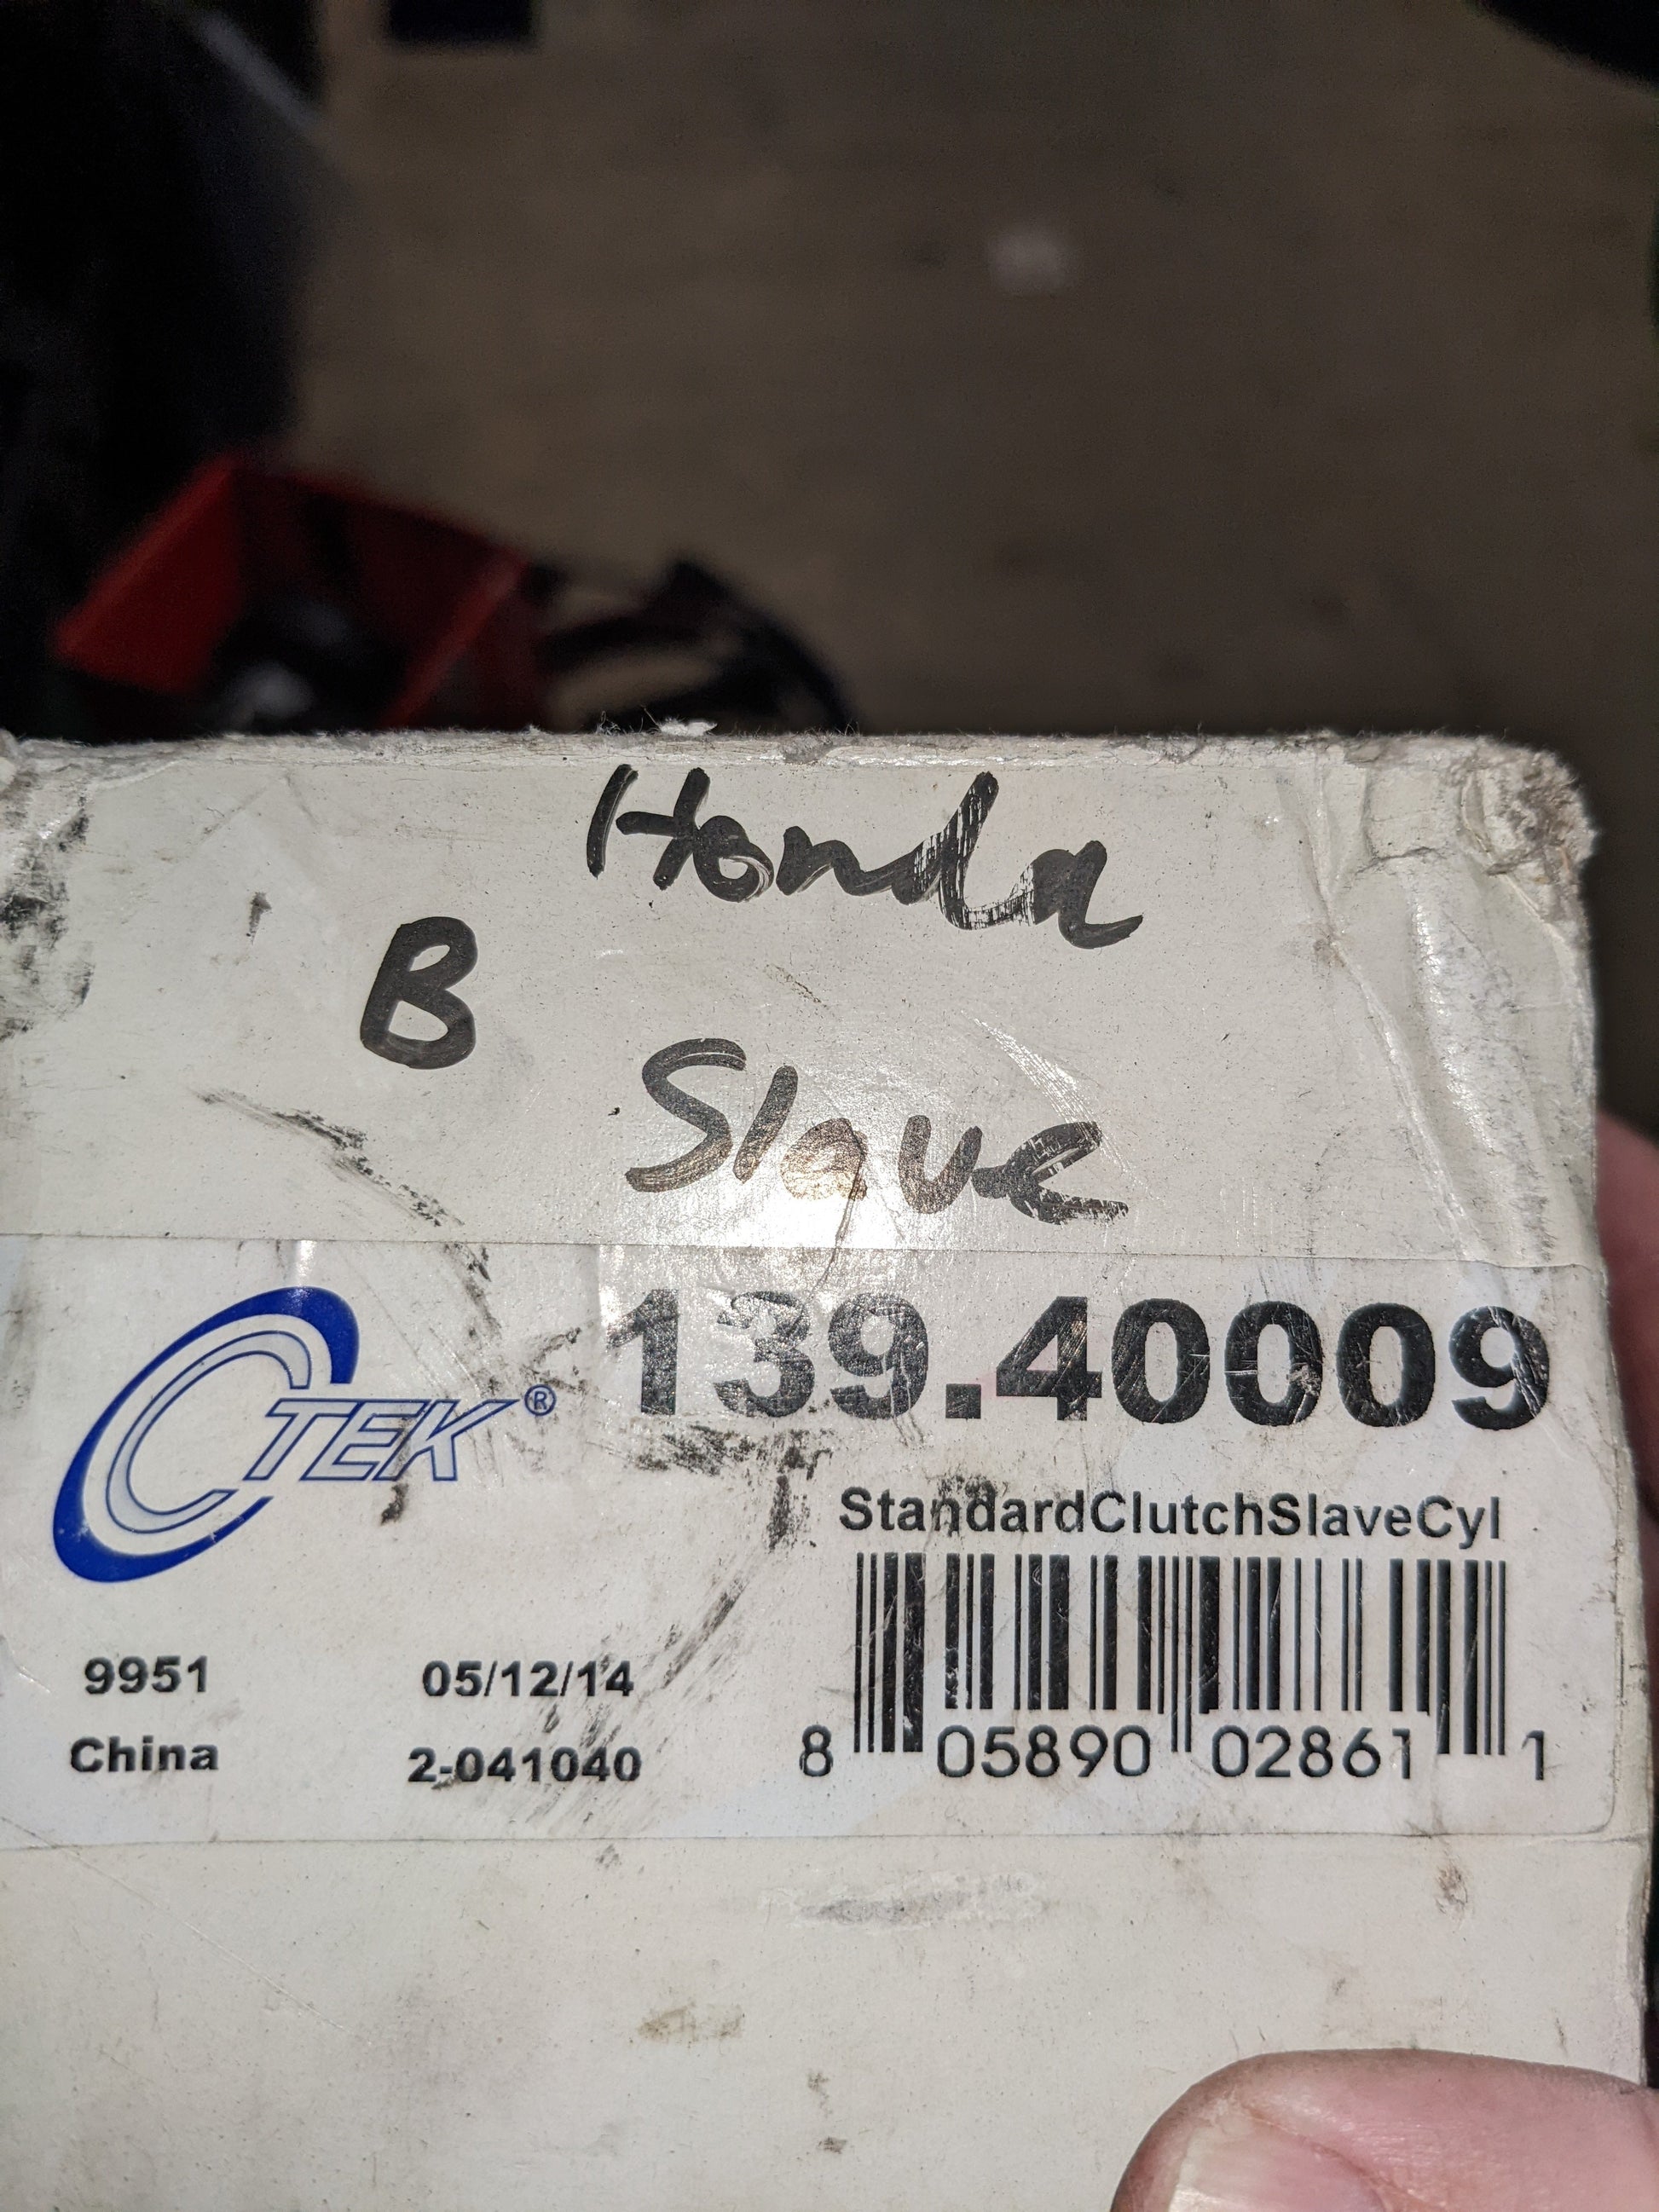 Honda
B
Slave
CTEK® 139.40009
StandardClutchSlaveCyl
9951 05/12/14
China 2-041040
8 05890 02861 1